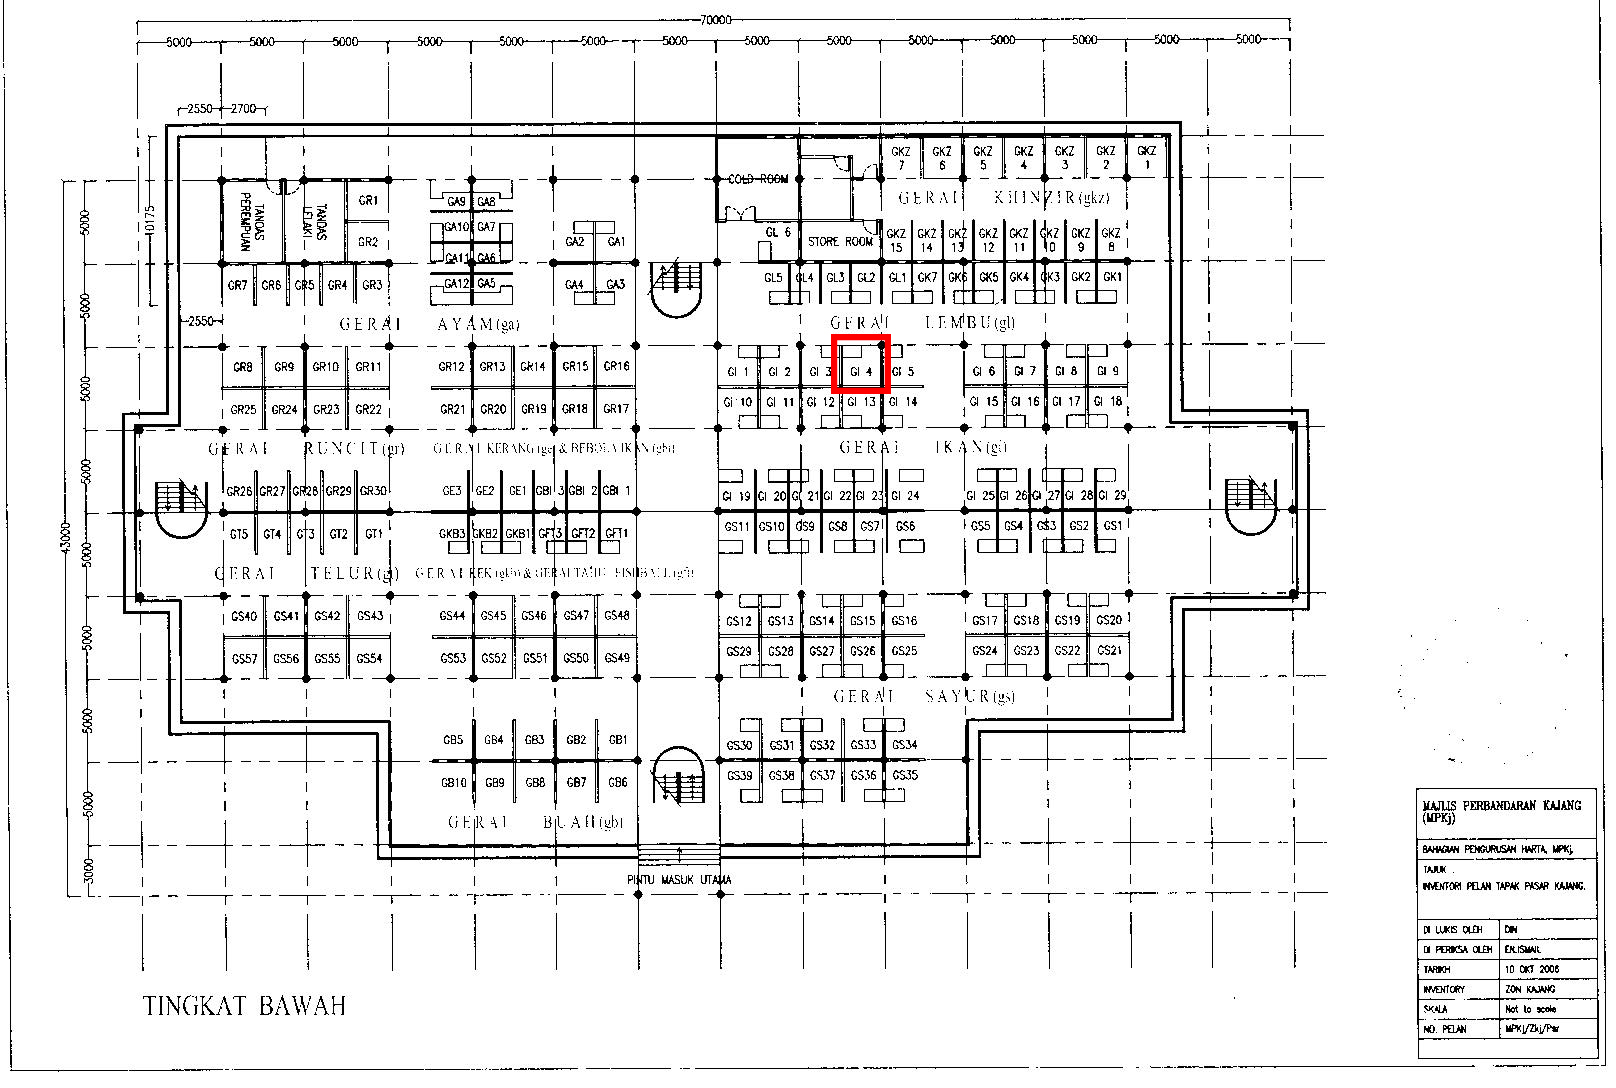 70000
5000 5000 5000 5000 5000 5000 5000 5000 5000 5000 5000 5000 5000 5000
2550 2700
GKZ 7 GKZ 6 GKZ 5 GKZ 4 GKZ 3 GKZ 2 GKZ 1
COLD ROOM
GERAI KHINZIR(gkz)
TANDAS PEREMPUAN
TANDAS LELAKI
GR1
GR2
GA9 GA8
GA10 GA7
GA11 GA6
GA12 GA5
GA2 GA1
GA4 GA3
GL 6
STORE ROOM
GKZ 15 GKZ 14 GKZ 13 GKZ 12 GKZ 11 GKZ 10 GKZ 9 GKZ 8
GR7 GR6 GR5 GR4 GR3
GL5 GL4 GL3 GL2 GL1 GK7 GK6 GK5 GK4 GK3 GK2 GK1
10175
5000
5000
5000
5000
5000
5000
5000
5000
3000
43000
2550
GERAI AYAM(ga)
GERAI LEMBU(gl)
GR8 GR9 GR10 GR11 GR12 GR13 GR14 GR15 GR16
GI 1 GI 2 GI 3 GI 4 GI 5 GI 6 GI 7 GI 8 GI 9
GR25 GR24 GR23 GR22 GR21 GR20 GR19 GR18 GR17
GI 10 GI 11 GI 12 GI 13 GI 14 GI 15 GI 16 GI 17 GI 18
GERAI RUNCIT(gr)
GERAI KERANG(ge) & BEBOLA IKAN(gbi)
GERAI IKAN(gi)
GR26 GR27 GR28 GR29 GR30 GE3 GE2 GE1 GBI 3 GBI 2 GBI 1
GI 19 GI 20 GI 21 GI 22 GI 23 GI 24 GI 25 GI 26 GI 27 GI 28 GI 29
GT5 GT4 GT3 GT2 GT1 GKB3 GKB2 GKB1 GFT3 GFT2 GFT1
GS11 GS10 GS9 GS8 GS7 GS6 GS5 GS4 GS3 GS2 GS1
GERAI TELUR(gt)
GERAI & GERAI
GS40 GS41 GS42 GS43 GS44 GS45 GS46 GS47 GS48
GS12 GS13 GS14 GS15 GS16 GS17 GS18 GS19 GS20
GS57 GS56 GS55 GS54 GS53 GS52 GS51 GS50 GS49
GS29 GS28 GS27 GS26 GS25 GS24 GS23 GS22 GS21
GERAI SAYUR(gs)
GB5 GB4 GB3 GB2 GB1
GS30 GS31 GS32 GS33 GS34
GB10 GB9 GB8 GB7 GB6
GS39 GS38 GS37 GS36 GS35
GERAI BUAH(gb)
PINTU MASUK UTAMA
TINGKAT BAWAH
MAJLIS PERBANDARAN KAJANG
(MPKj)
BAHAGIAN PENGURUSAN HARTA, MPKj.
TAJUK .
INVENTORI PELAN TAPAK PASAR KAJANG.
DI LUKIS OLEH DIN
DI PERIKSA OLEH EN.ISMAIL
TARIKH 10 OKT 2006
INVENTORY ZON KAJANG
SKALA Not to scale
NO. PELAN MPKj/Zkj/Psr